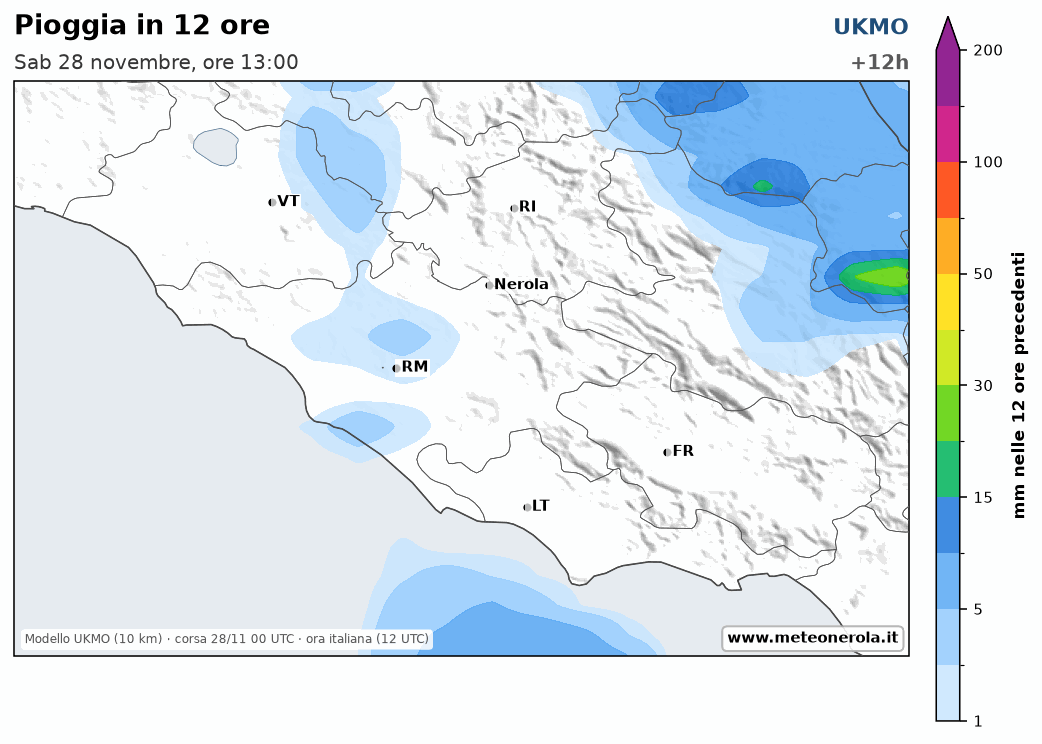 Pioggia in 12 ore
UKMO
Sab 28 novembre, ore 13:00
+12h
VT
RI
Nerola
RM
FR
LT
Modello UKMO (10 km) · corsa 28/11 00 UTC · ora italiana (12 UTC)
www.meteonerola.it
200
100
50
30
15
5
1
mm nelle 12 ore precedenti